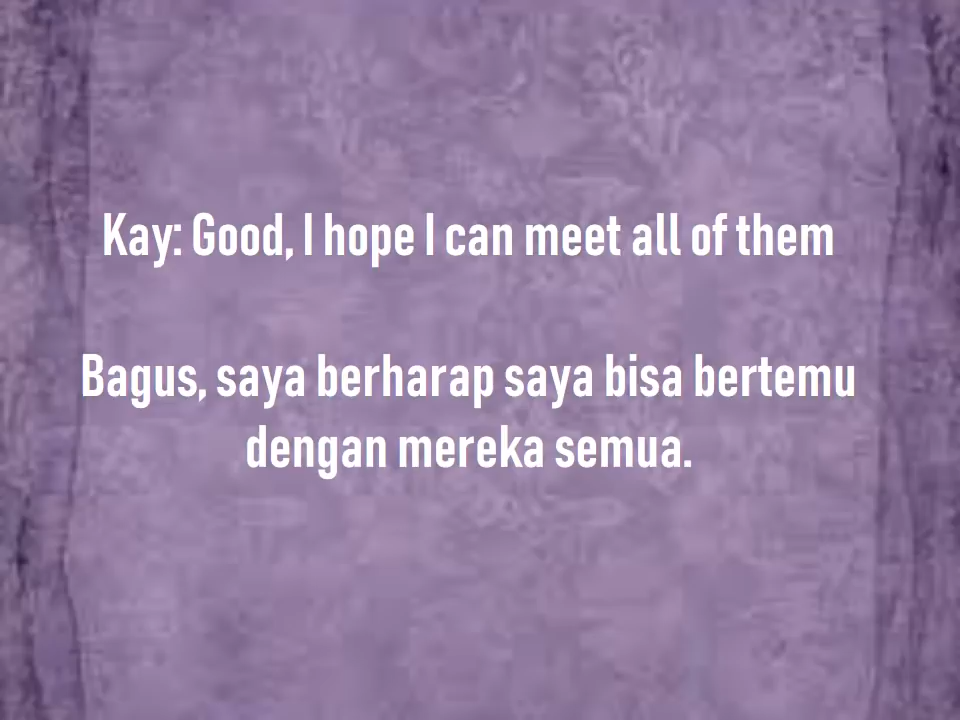 Kay: Good, I hope I can meet all of them
Bagus, saya berharap saya bisa bertemu
dengan mereka semua.